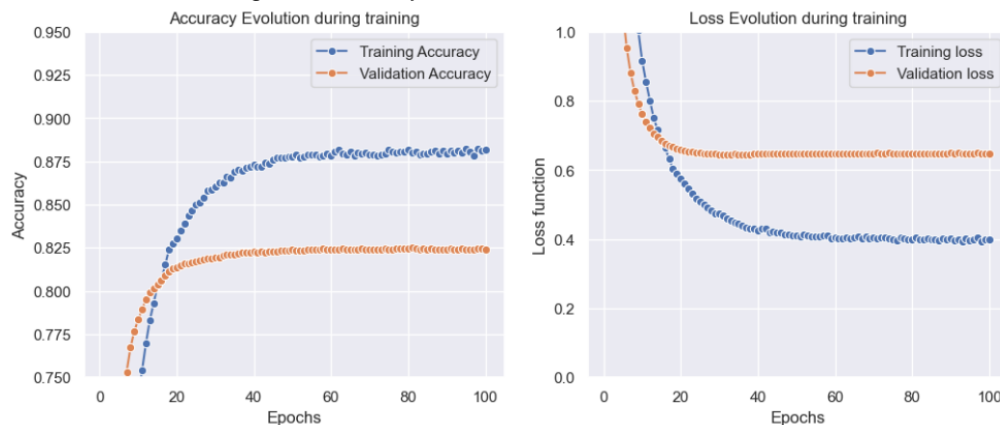 Accuracy Evolution during training
Training Accuracy
Validation Accuracy
0.950
0.925
0.900
0.875
0.850
0.825
0.800
0.775
0.750
Accuracy
0
20
40
60
80
100
Epochs
Loss Evolution during training
Training loss
Validation loss
1.0
0.8
0.6
0.4
0.2
0.0
Loss function
0
20
40
60
80
100
Epochs